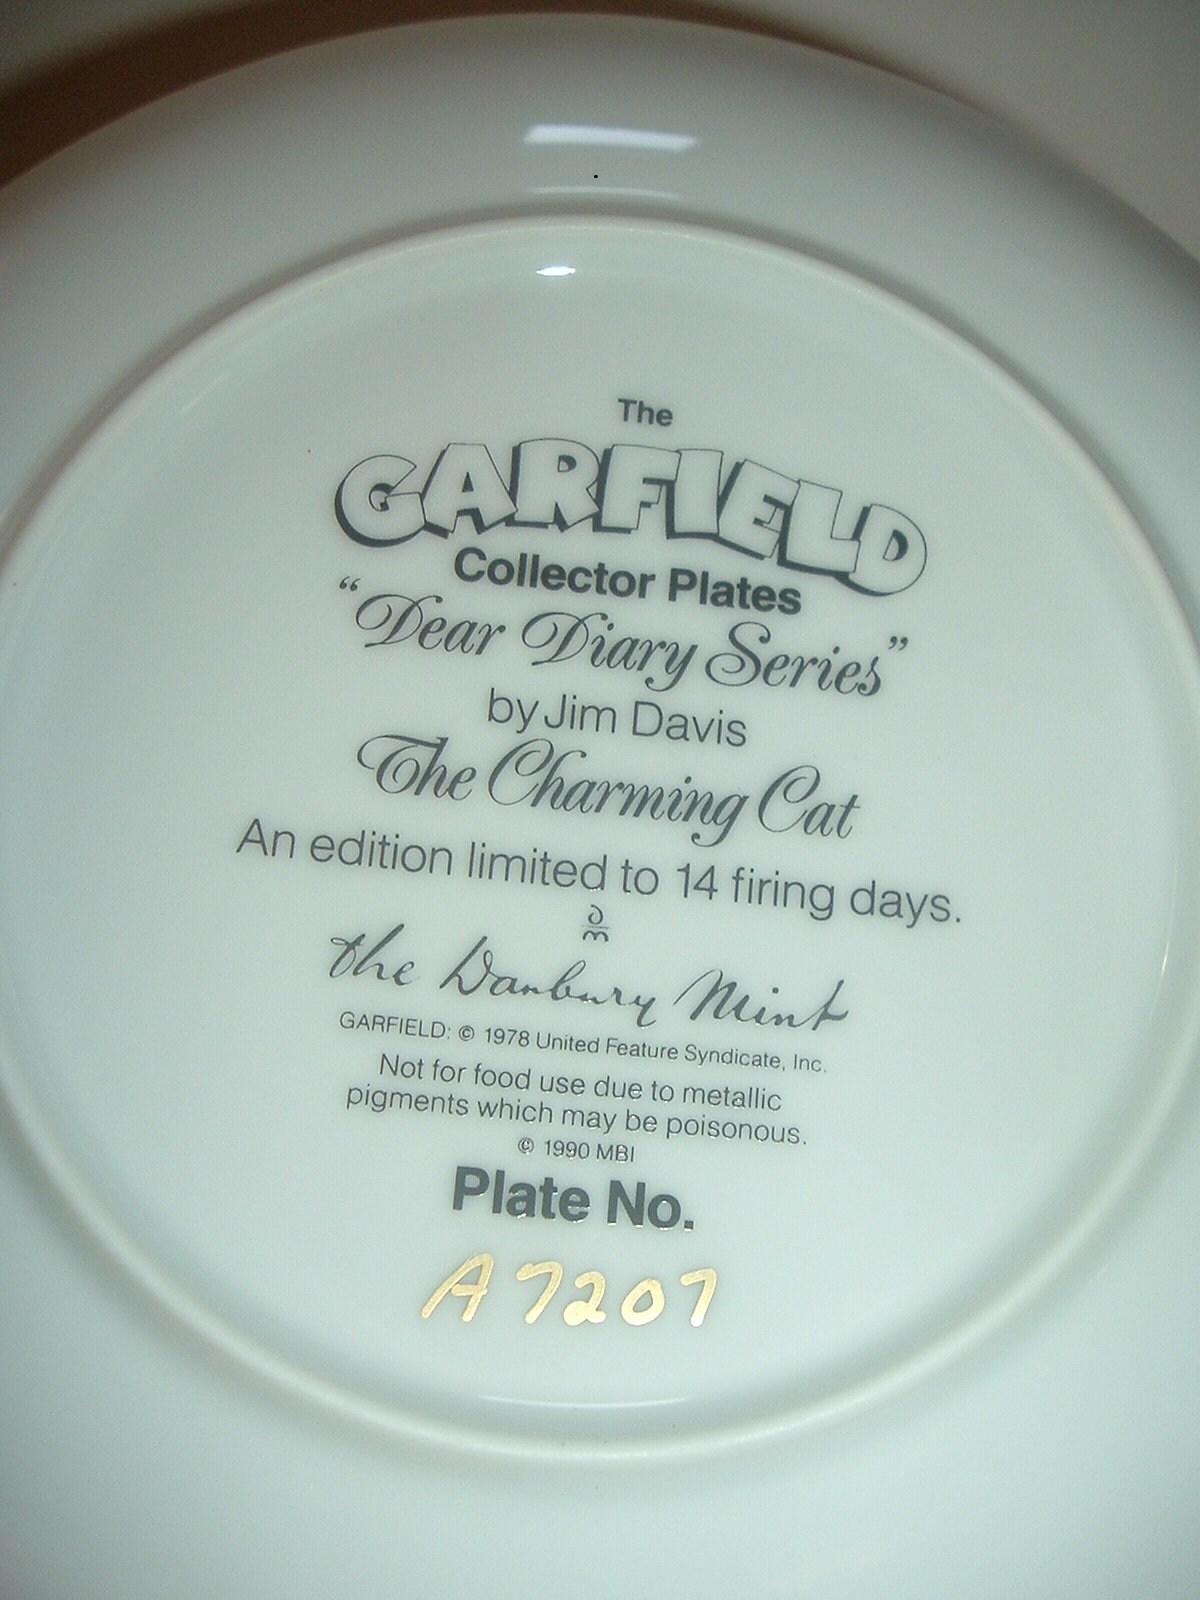 The
GARFIELD
Collector Plates
"Dear Diary Series"
by Jim Davis
The Charming Cat
An edition limited to 14 firing days.
the Danbury Mint
GARFIELD: © 1978 United Feature Syndicate, Inc.
Not for food use due to metallic
pigments which may be poisonous.
© 1990 MBI
Plate No.
A7207